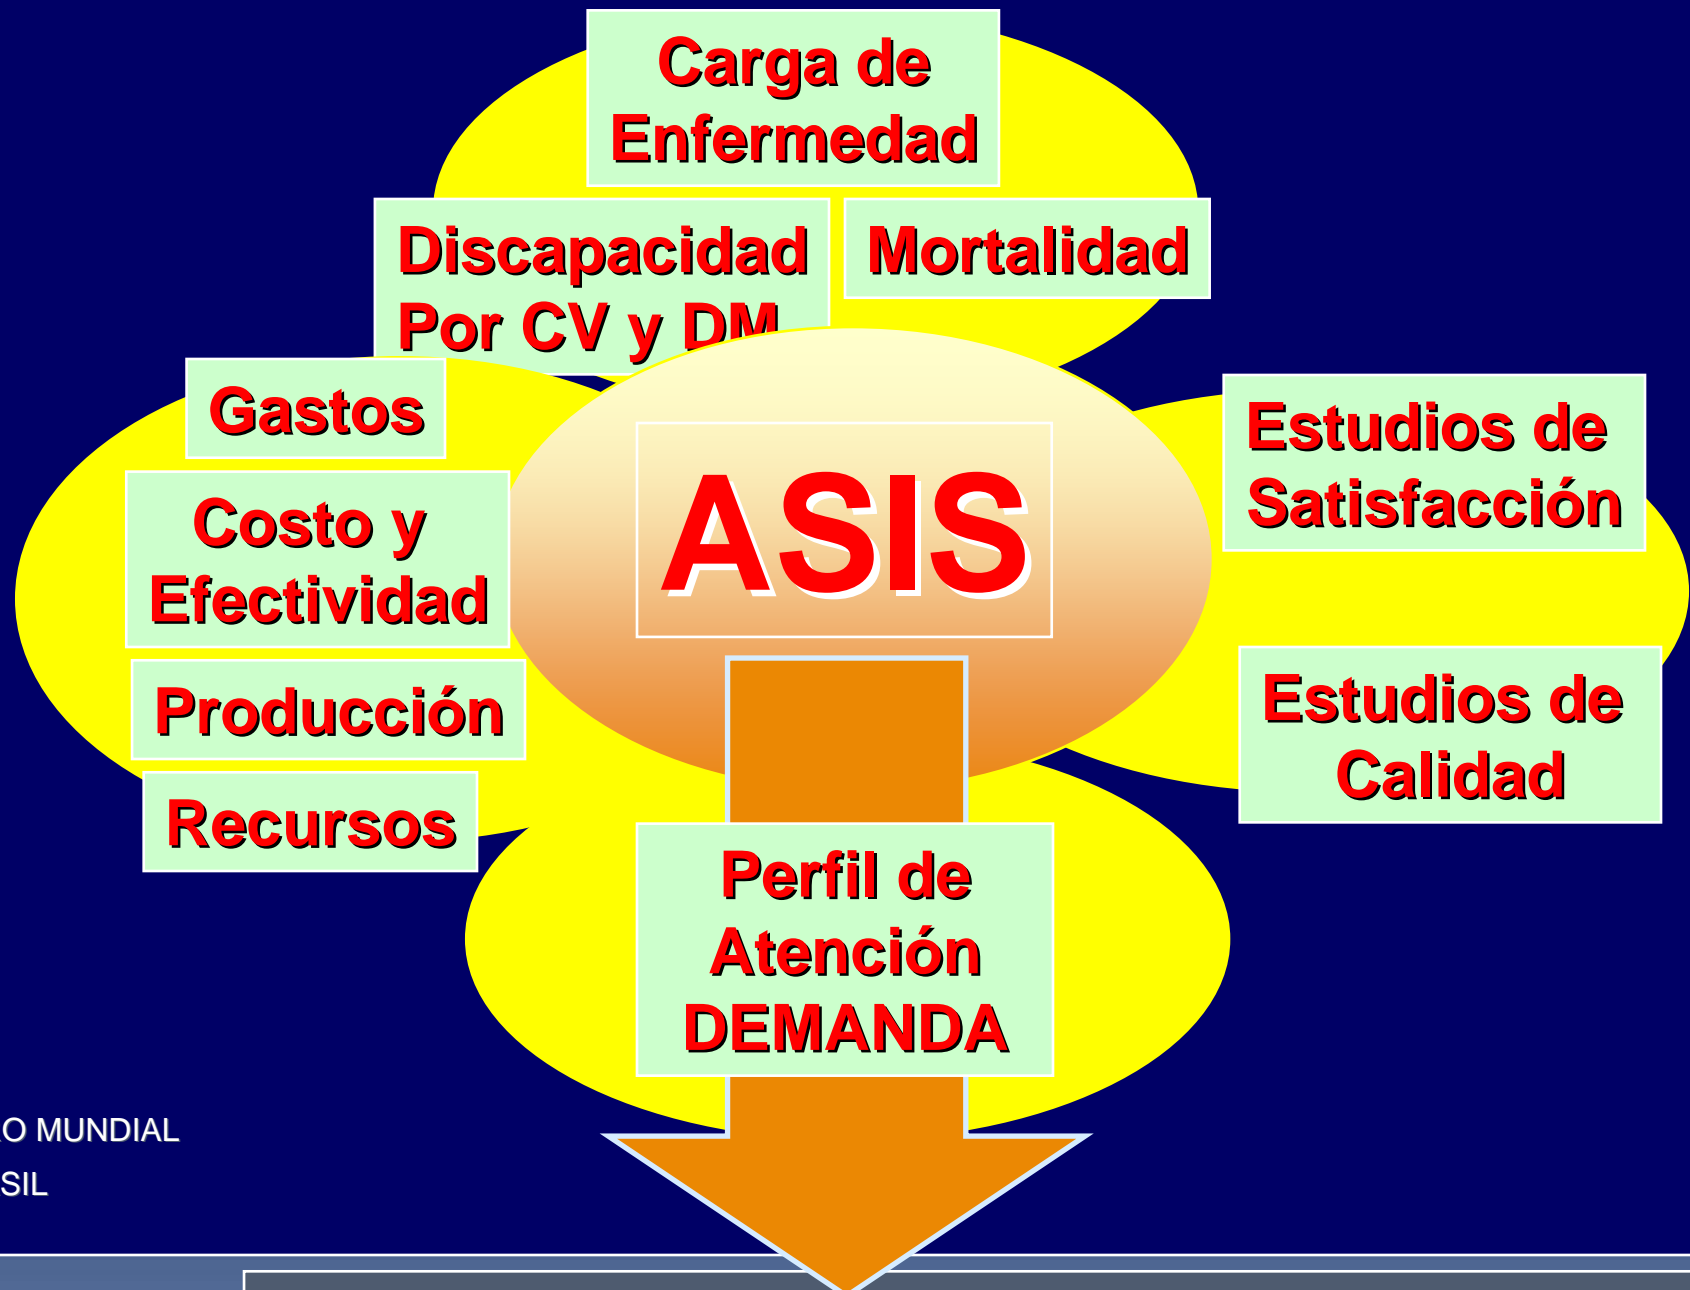 Carga de
Enfermedad
Discapacidad
Por CV y DM
Mortalidad
Gastos
Costo y
Efectividad
Producción
Recursos
ASIS
Estudios de
Satisfacción
Estudios de
Calidad
Perfil de
Atención
DEMANDA
O MUNDIAL
SIL